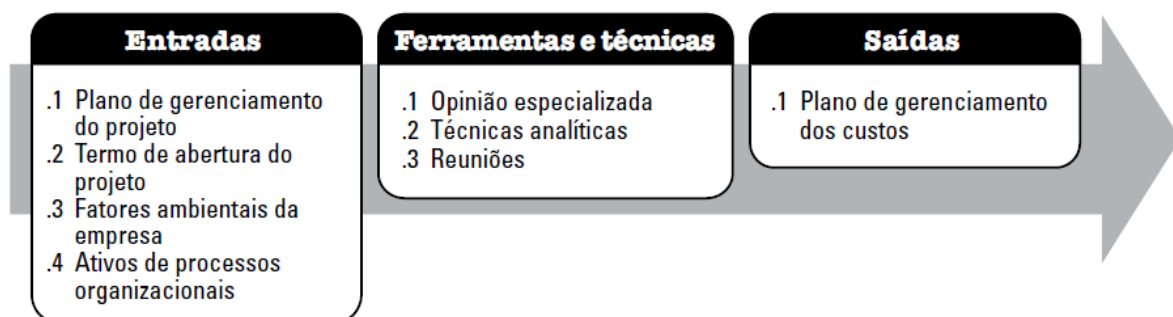 Entradas
.1 Plano de gerenciamento
do projeto
.2 Termo de abertura do
projeto
.3 Fatores ambientais da
empresa
.4 Ativos de processos
organizacionais
Ferramentas e técnicas
.1 Opinião especializada
.2 Técnicas analíticas
.3 Reuniões
Saídas
.1 Plano de gerenciamento
dos custos